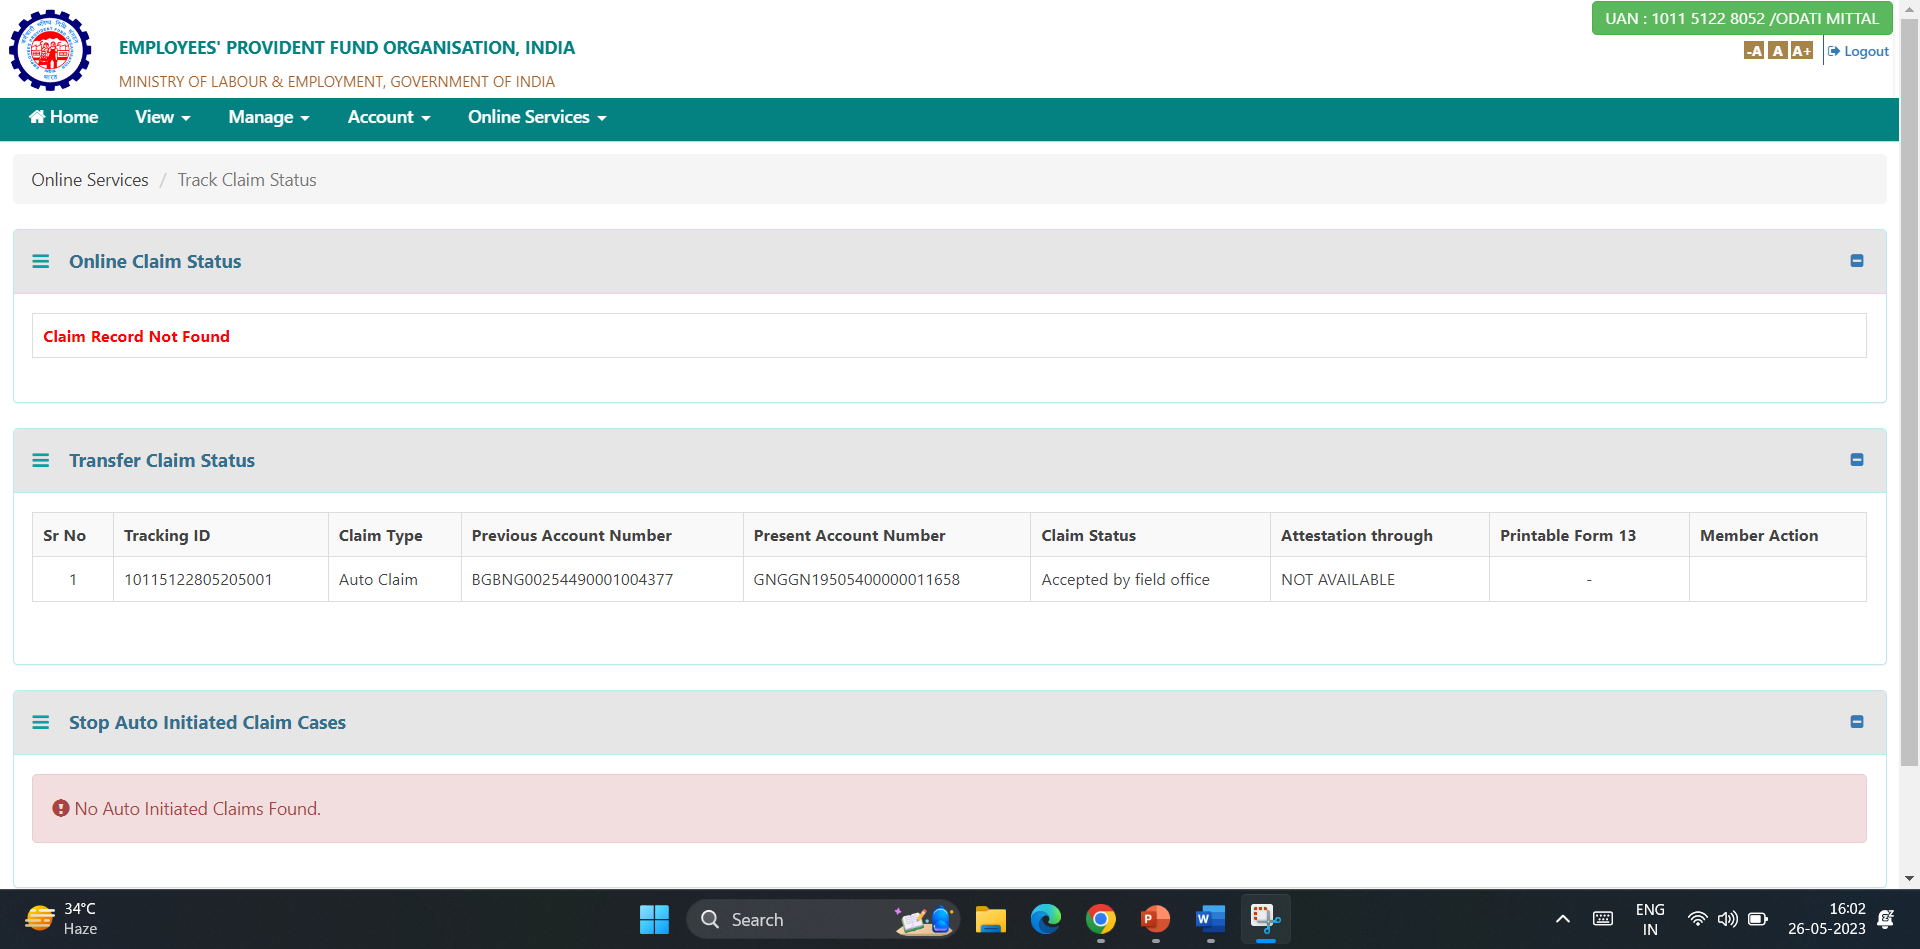 UAN : 1011 5122 8052 /ODATI MITTAL
EMPLOYEES' PROVIDENT FUND ORGANISATION, INDIA
MINISTRY OF LABOUR & EMPLOYMENT, GOVERNMENT OF INDIA
-A A A+ Logout
Home View Manage Account Online Services
Online Services / Track Claim Status
Online Claim Status
Claim Record Not Found
Transfer Claim Status
Sr No Tracking ID Claim Type Previous Account Number Present Account Number Claim Status Attestation through Printable Form 13 Member Action
1 10115122805205001 Auto Claim BGBNG00254490001004377 GNGGN19505400000011658 Accepted by field office NOT AVAILABLE -
Stop Auto Initiated Claim Cases
No Auto Initiated Claims Found.
34°C
Haze
Search
ENG
IN
16:02
26-05-2023